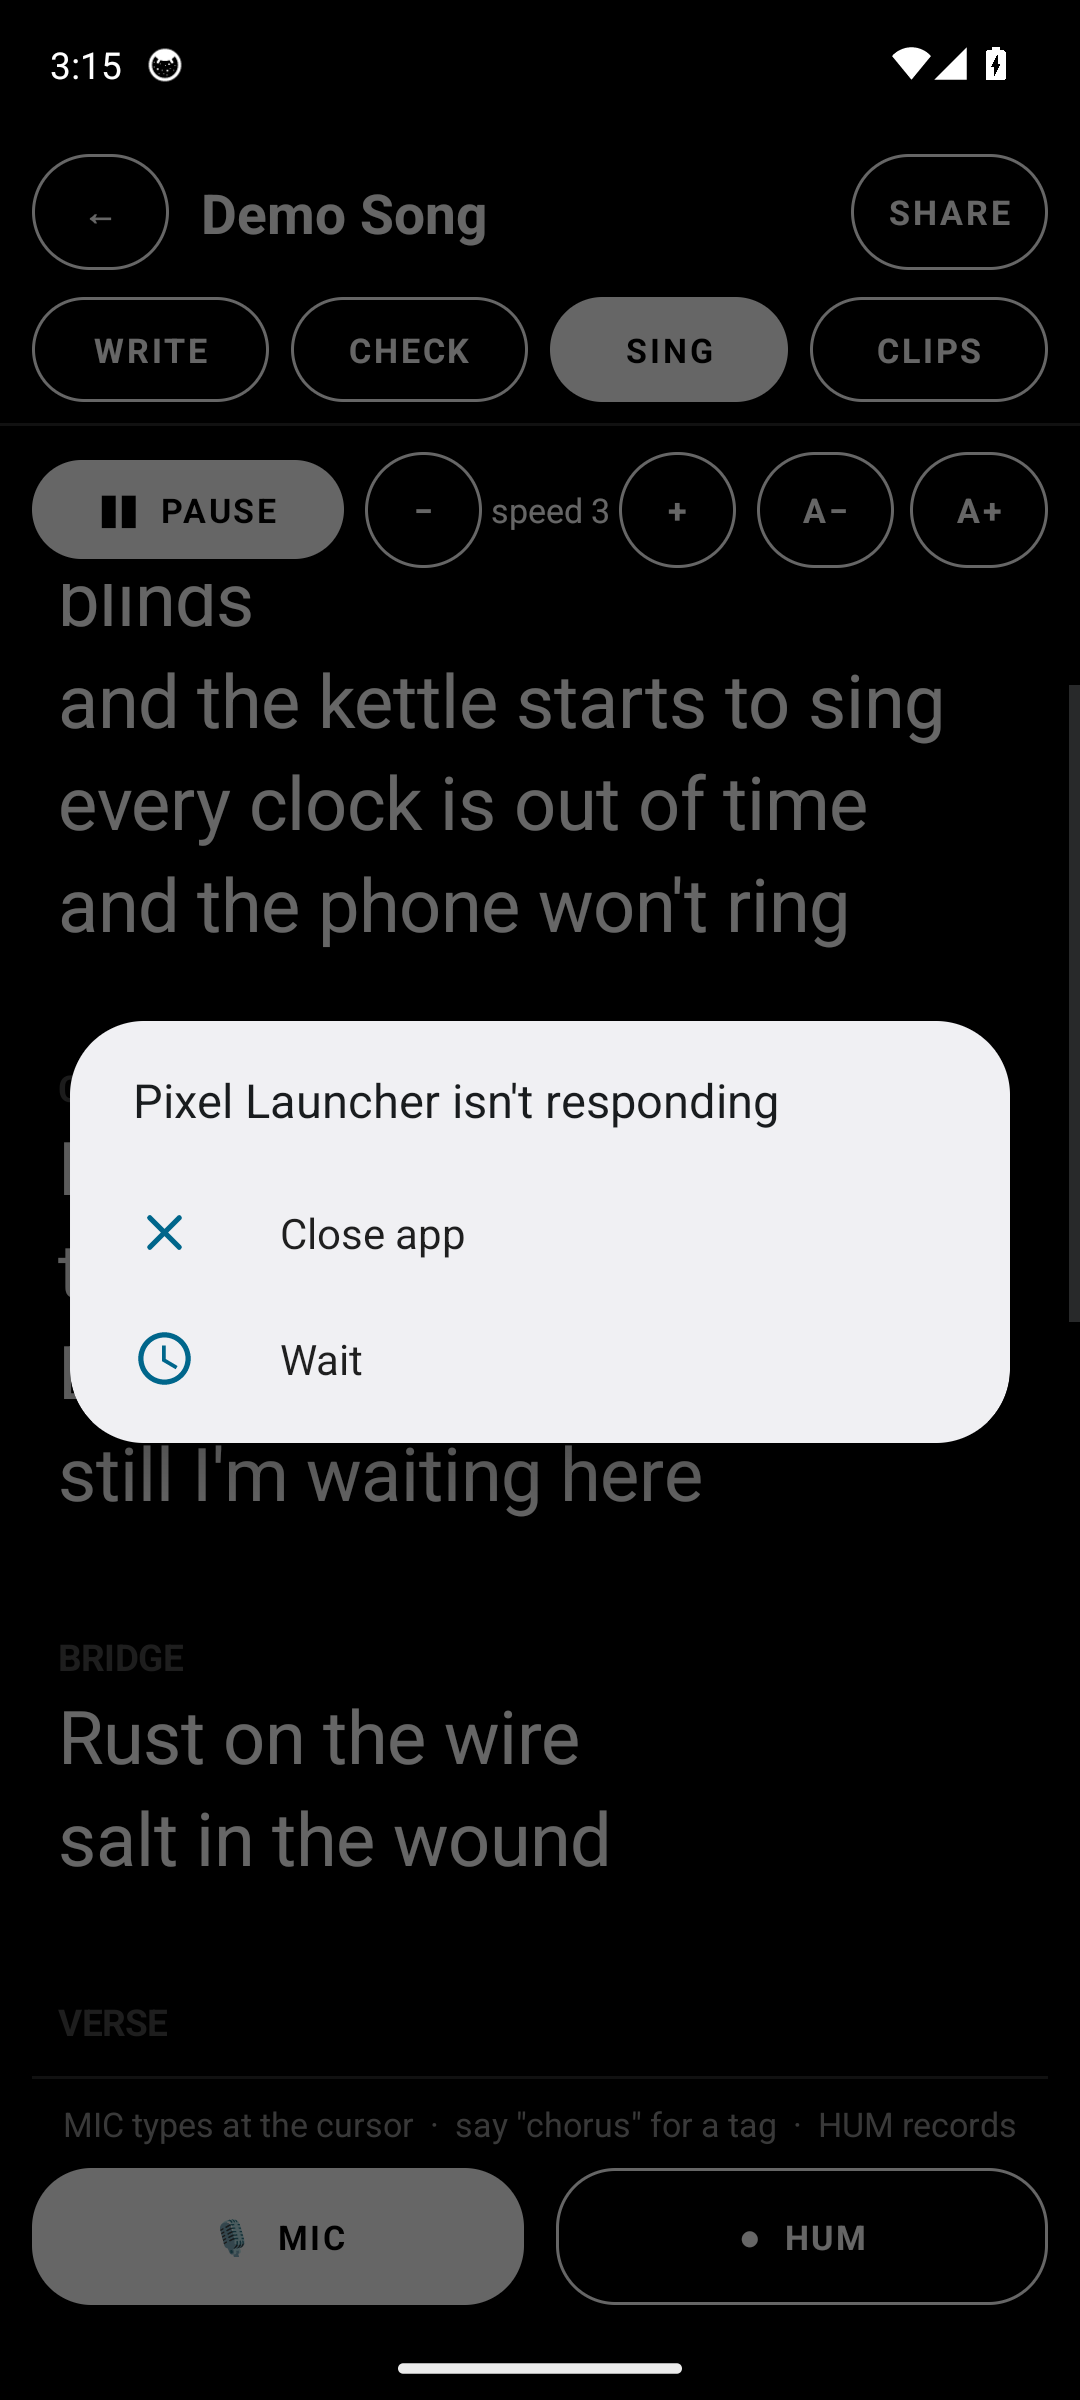 3:15
← Demo Song SHARE
WRITE CHECK SING CLIPS
PAUSE − speed 3 + A− A+
blinds
and the kettle starts to sing
every clock is out of time
and the phone won't ring
Pixel Launcher isn't responding
Close app
Wait
still I'm waiting here
BRIDGE
Rust on the wire
salt in the wound
VERSE
MIC types at the cursor · say "chorus" for a tag · HUM records
MIC ● HUM